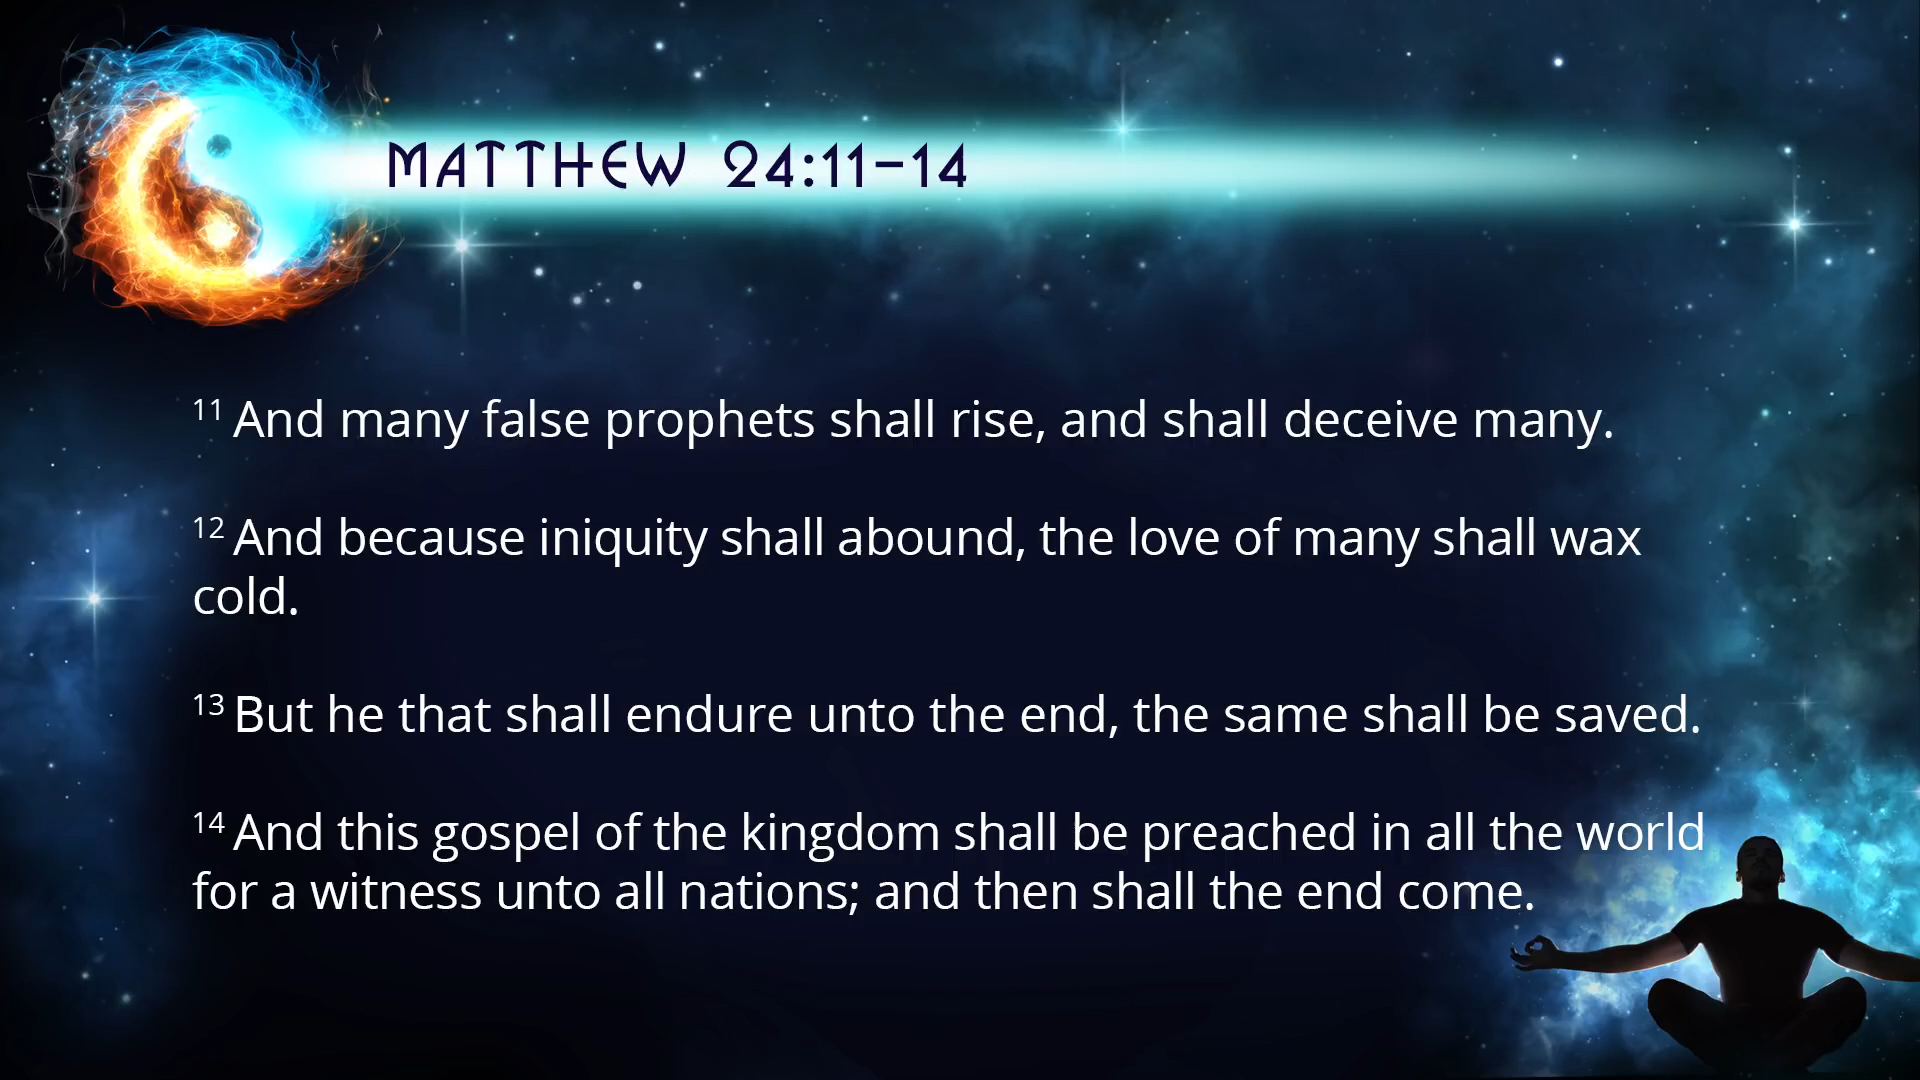 MATTHEW 24:11-14
11 And many false prophets shall rise, and shall deceive many.
12 And because iniquity shall abound, the love of many shall wax
cold.
13 But he that shall endure unto the end, the same shall be saved.
14 And this gospel of the kingdom shall be preached in all the world
for a witness unto all nations; and then shall the end come.